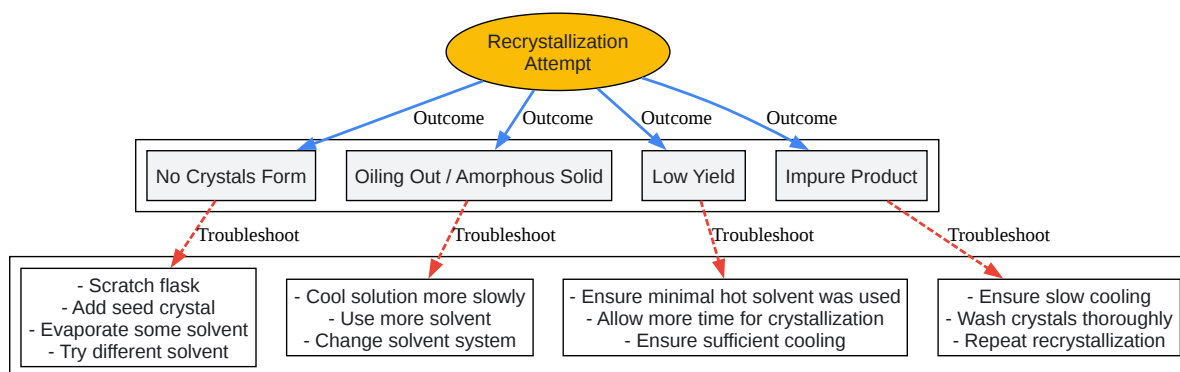 Recrystallization
Attempt
Outcome
Outcome
Outcome
Outcome
No Crystals Form
Oiling Out / Amorphous Solid
Low Yield
Impure Product
Troubleshoot
Troubleshoot
Troubleshoot
Troubleshoot
- Scratch flask
- Add seed crystal
- Evaporate some solvent
- Try different solvent
- Cool solution more slowly
- Use more solvent
- Change solvent system
- Ensure minimal hot solvent was used
- Allow more time for crystallization
- Ensure sufficient cooling
- Ensure slow cooling
- Wash crystals thoroughly
- Repeat recrystallization